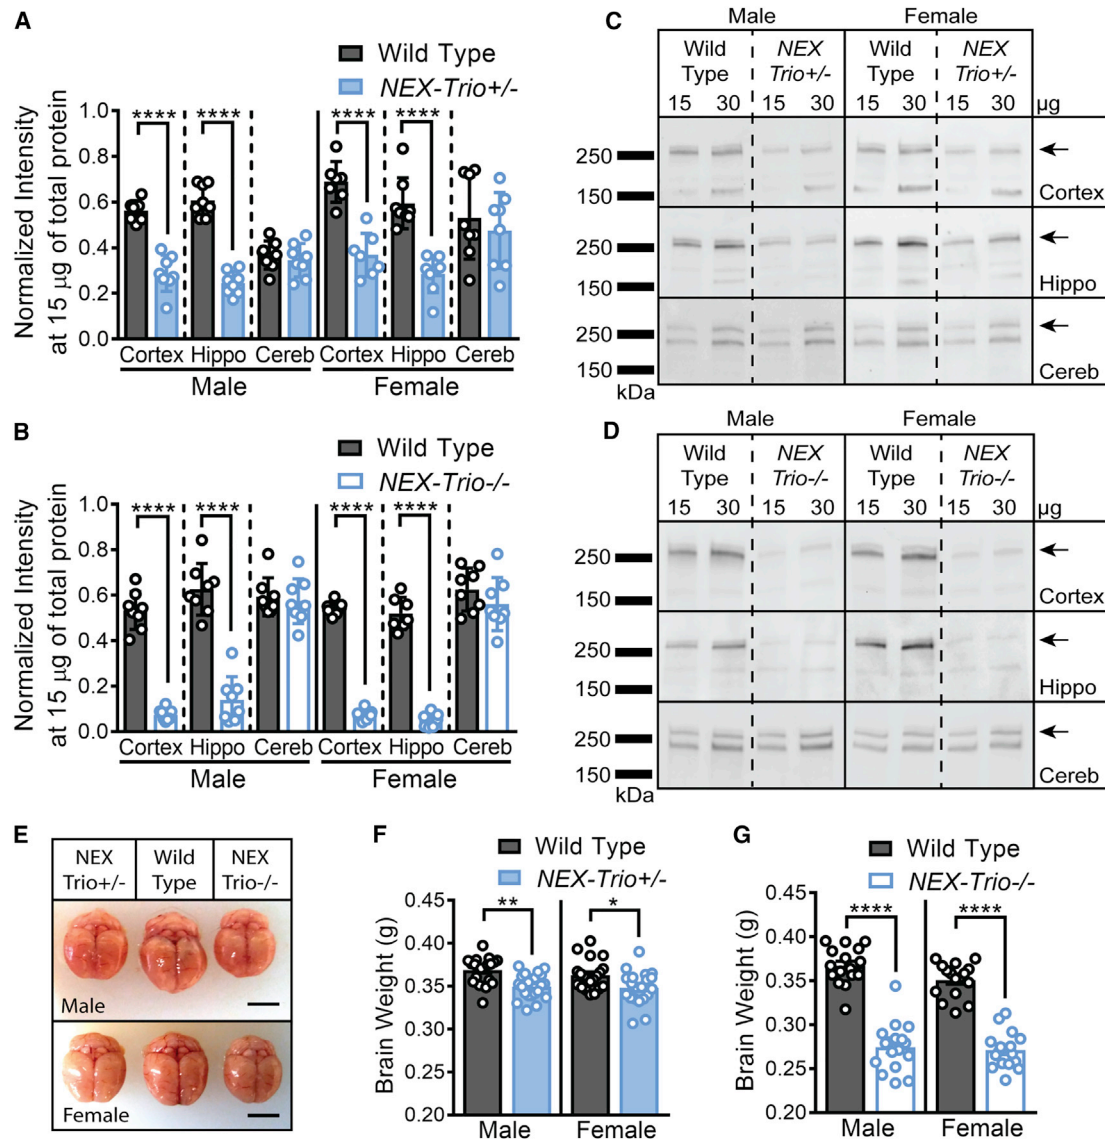 A
Wild Type
NEX-Trio+/-
Normalized Intensity
at 15 µg of total protein
1.0
0.8
0.6
0.4
0.2
0.0
**** **** **** ****
Cortex Hippo Cereb Cortex Hippo Cereb
Male Female
B
Wild Type
NEX-Trio-/-
Normalized Intensity
at 15 µg of total protein
1.0
0.8
0.6
0.4
0.2
0.0
**** **** **** ****
Cortex Hippo Cereb Cortex Hippo Cereb
Male Female
C
Male Female
Wild Type NEX Trio+/- Wild Type NEX Trio+/-
15 30 15 30 15 30 15 30 µg
250
150 Cortex
250
150 Hippo
250
150 Cereb
kDa
D
Male Female
Wild Type NEX Trio-/- Wild Type NEX Trio-/-
15 30 15 30 15 30 15 30 µg
250
150 Cortex
250
150 Hippo
250
150 Cereb
kDa
E
NEX Trio+/- Wild Type NEX Trio-/-
Male
Female
F
Wild Type
NEX-Trio+/-
Brain Weight (g)
0.45
0.40
0.35
0.30
0.25
0.20
** *
Male Female
G
Wild Type
NEX-Trio-/-
Brain Weight (g)
0.45
0.40
0.35
0.30
0.25
0.20
**** ****
Male Female